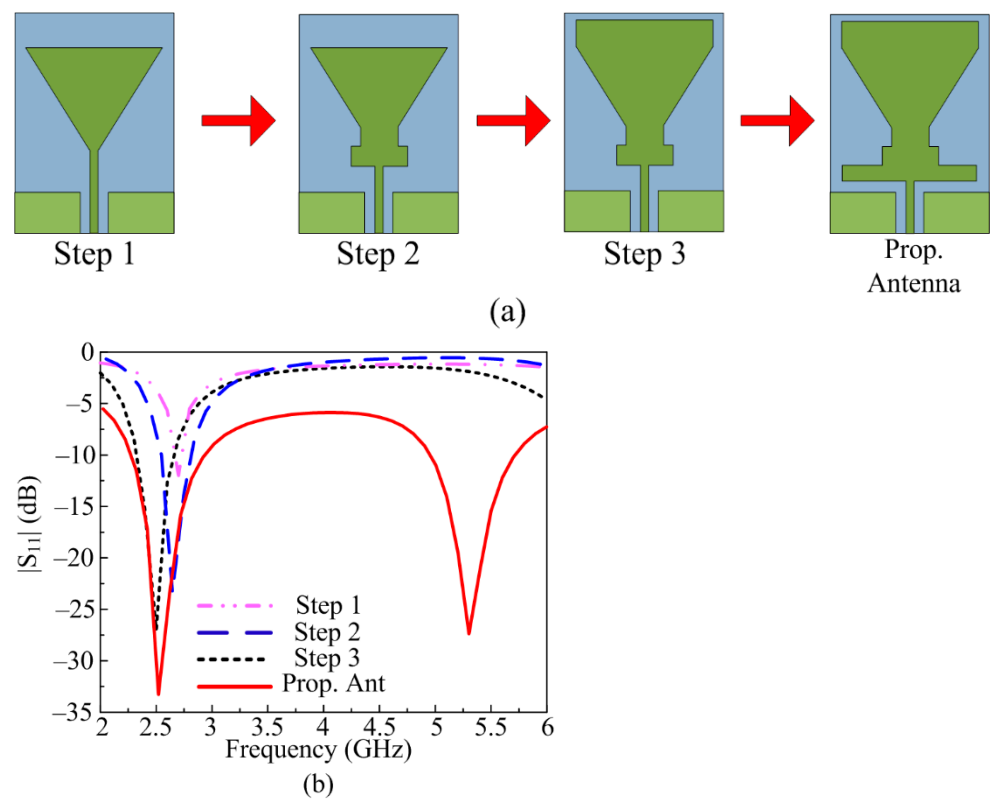 Step 1
Step 2
Step 3
Prop.
Antenna
(a)
0
–5
–10
–15
–20
–25
–30
–35
|S11| (dB)
Step 1
Step 2
Step 3
Prop. Ant
2 2.5 3 3.5 4 4.5 5 5.5 6
Frequency (GHz)
(b)